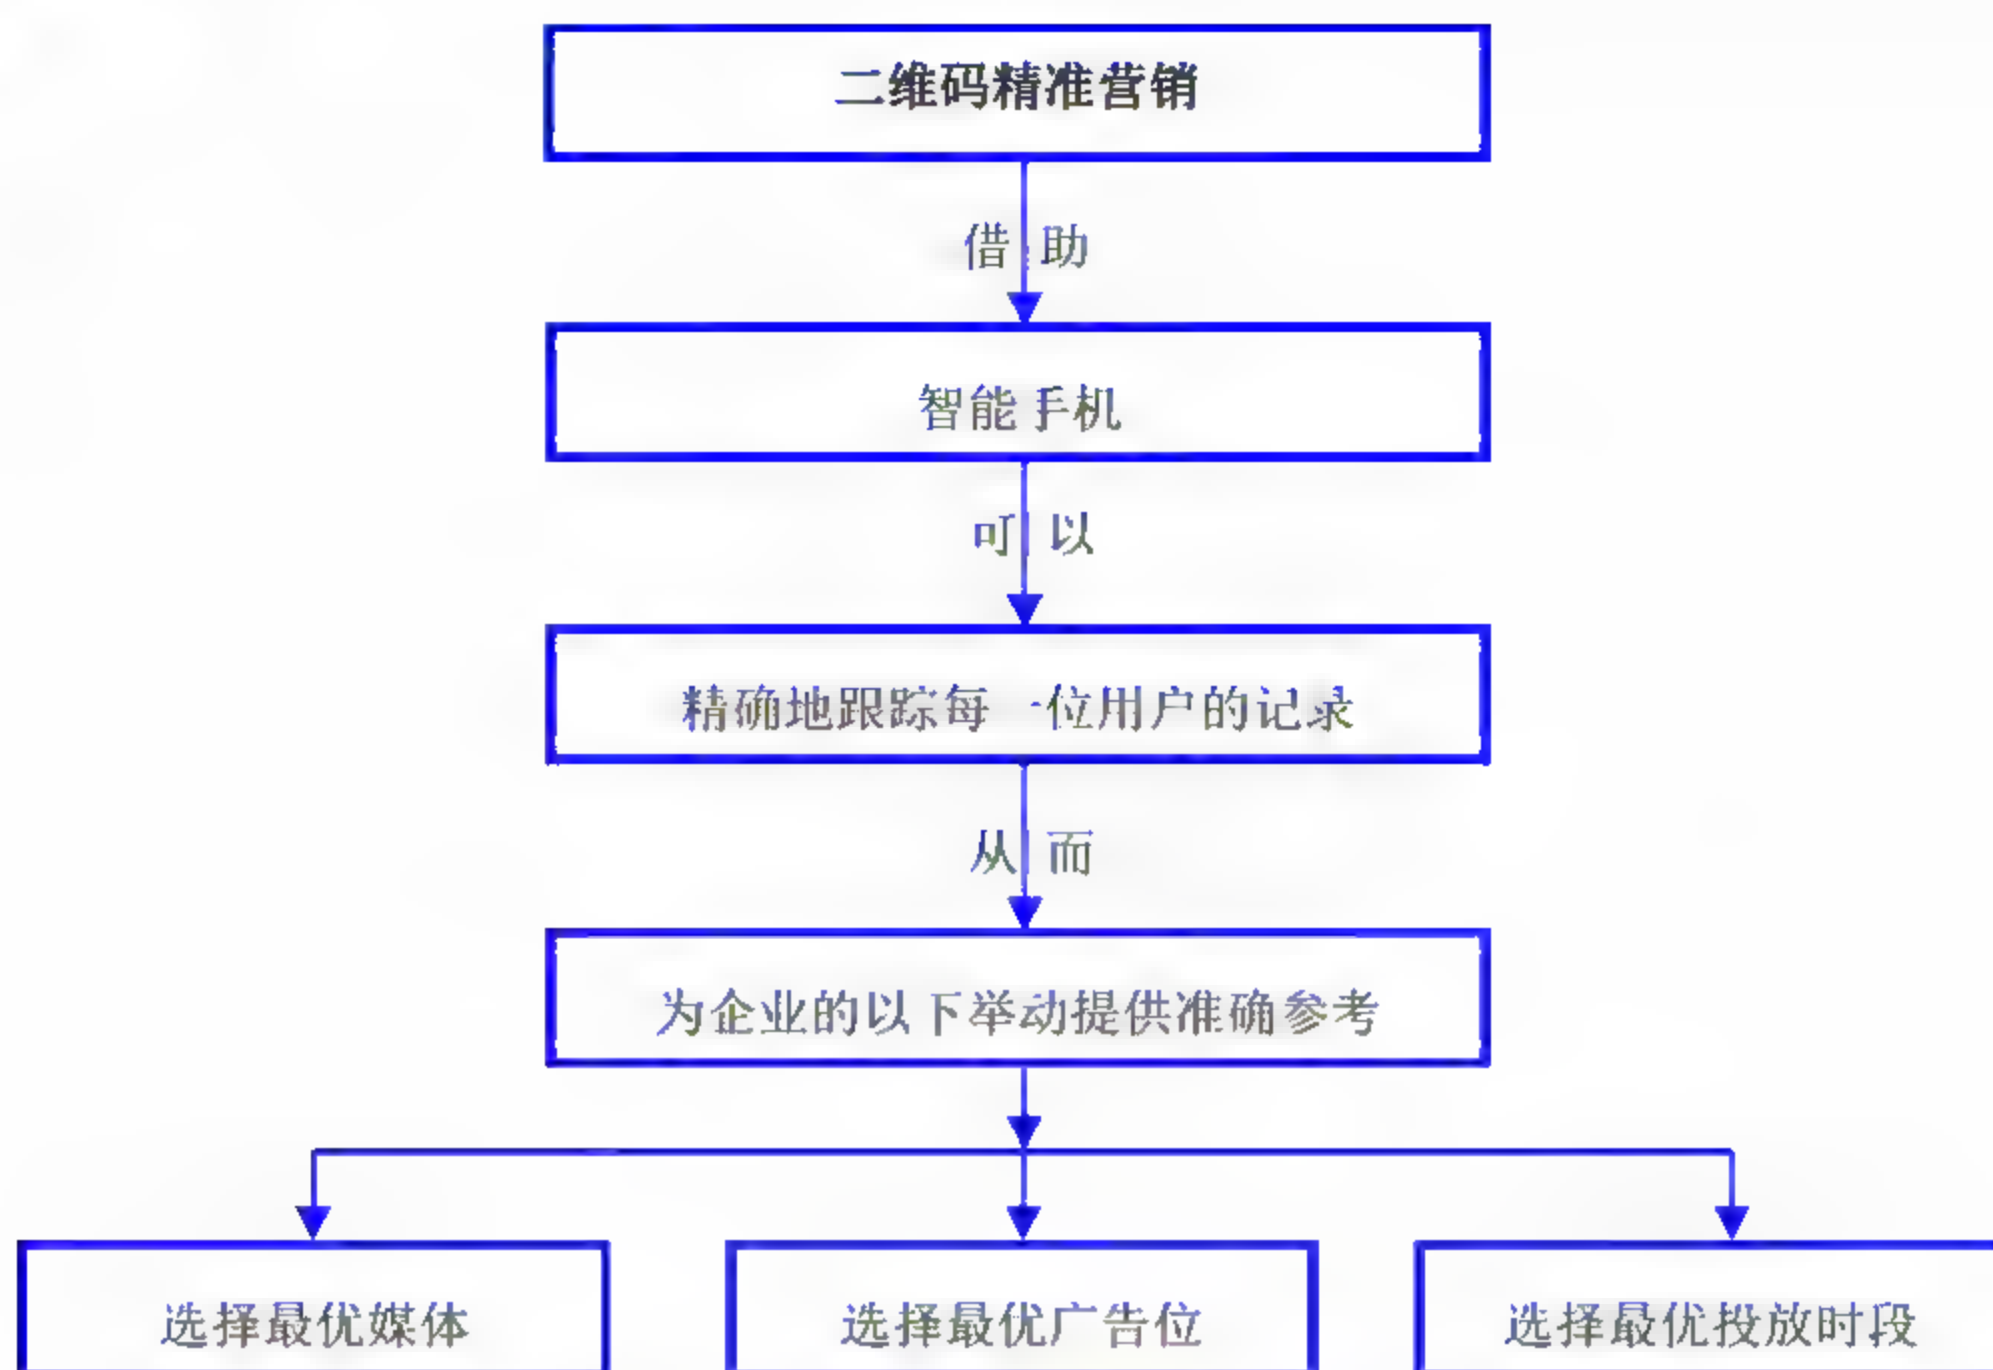 二维码精准营销
借助
智能手机
可以
精确地跟踪每一位用户的记录
从而
为企业的以下举动提供准确参考
选择最优媒体
选择最优广告位
选择最优投放时段